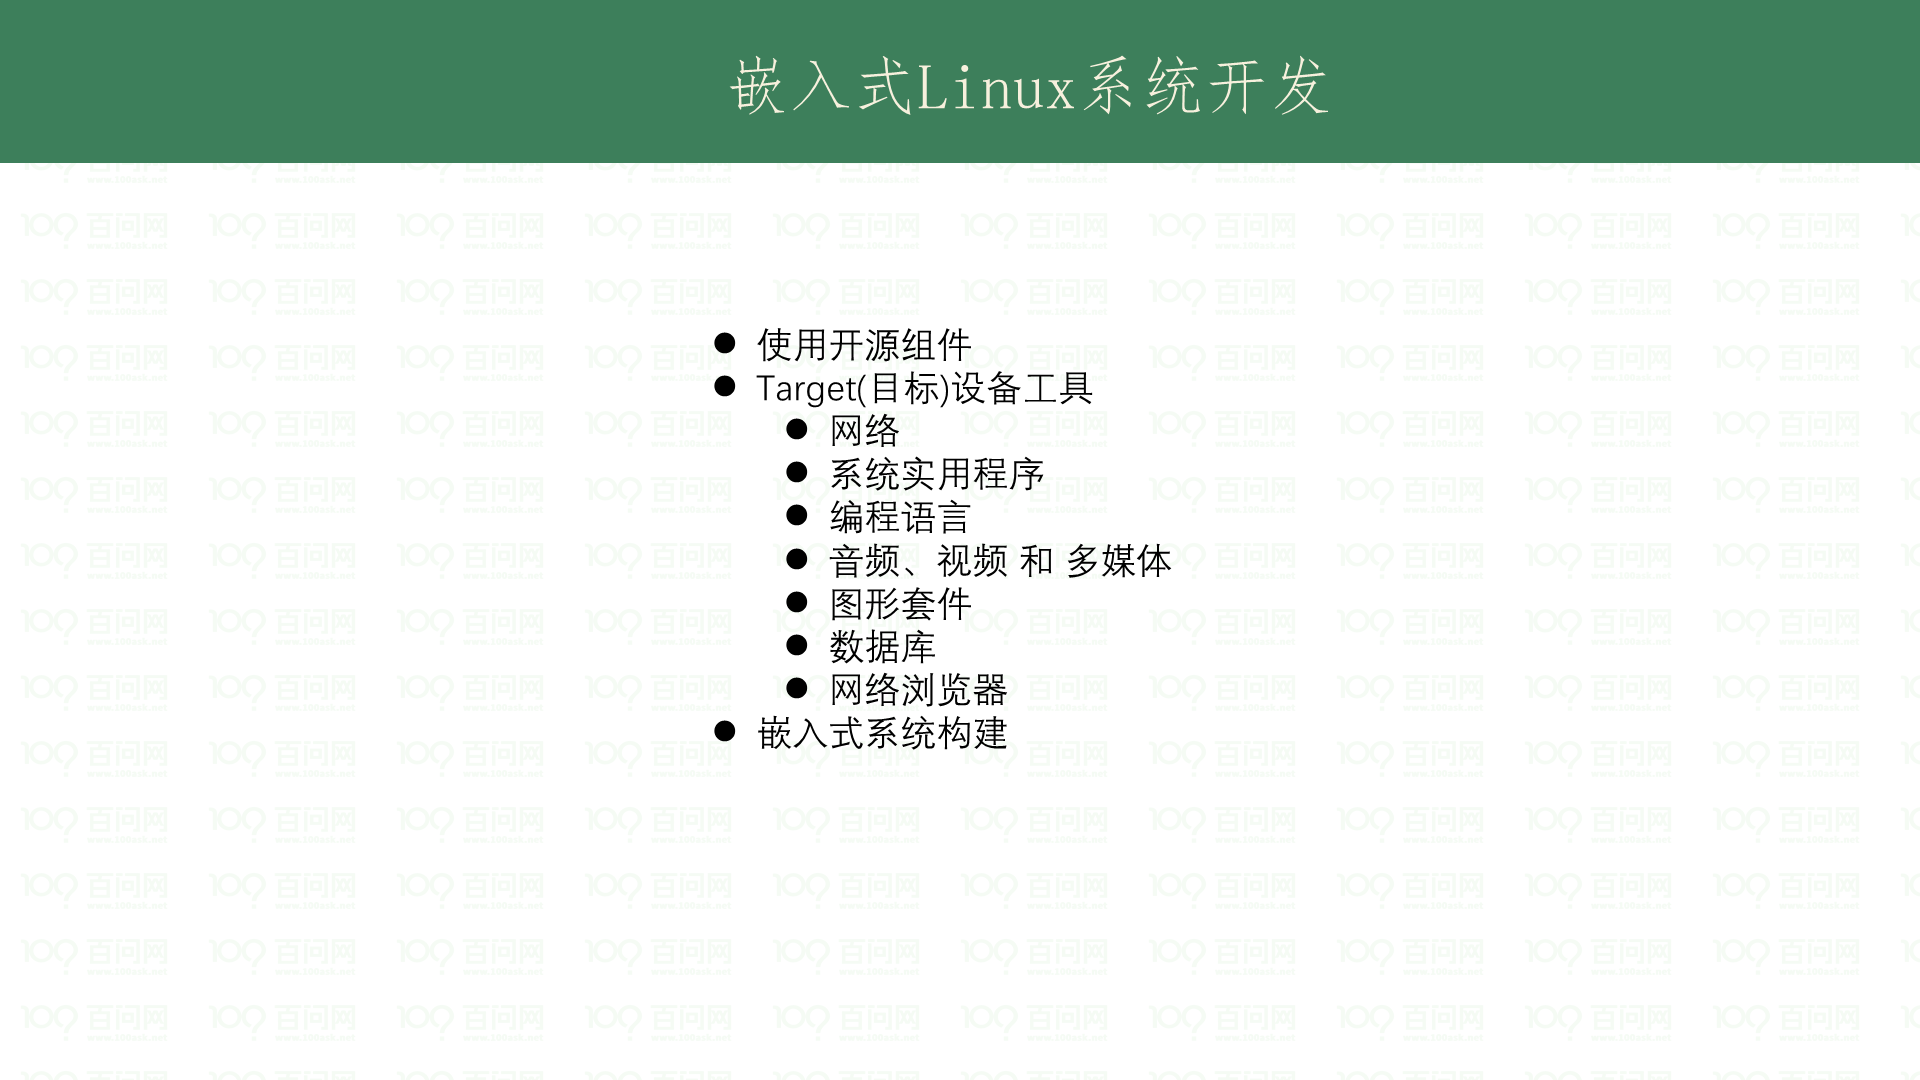 嵌入式Linux系统开发
使用开源组件
Target(目标)设备工具
网络
系统实用程序
编程语言
音频、视频 和 多媒体
图形套件
数据库
网络浏览器
嵌入式系统构建